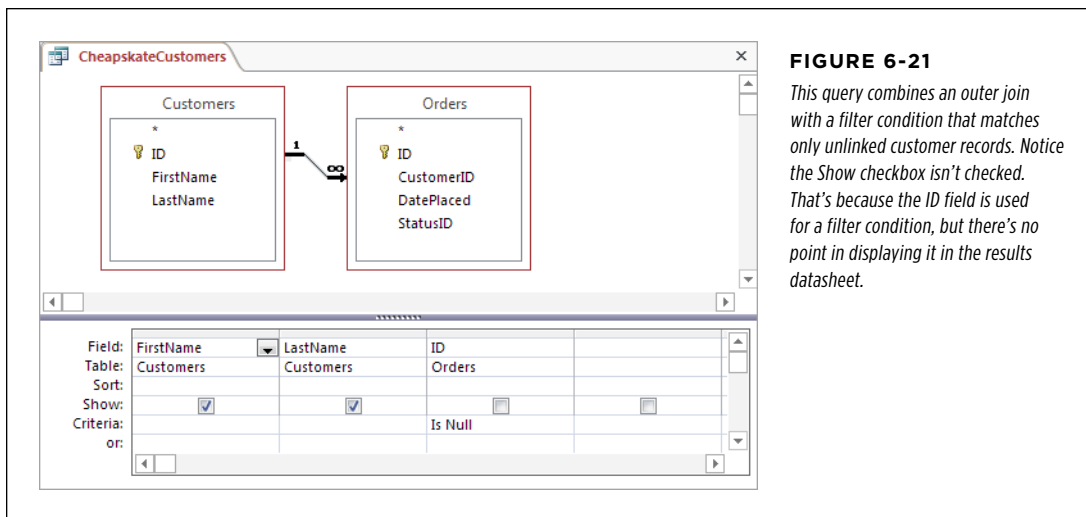 CheapskateCustomers
Customers
*
ID
FirstName
LastName
1
∞
Orders
*
ID
CustomerID
DatePlaced
StatusID
Field: FirstName LastName ID
Table: Customers Customers Orders
Sort:
Show:
Criteria: Is Null
or:
FIGURE 6-21
This query combines an outer join
with a filter condition that matches
only unlinked customer records. Notice
the Show checkbox isn't checked.
That's because the ID field is used
for a filter condition, but there's no
point in displaying it in the results
datasheet.